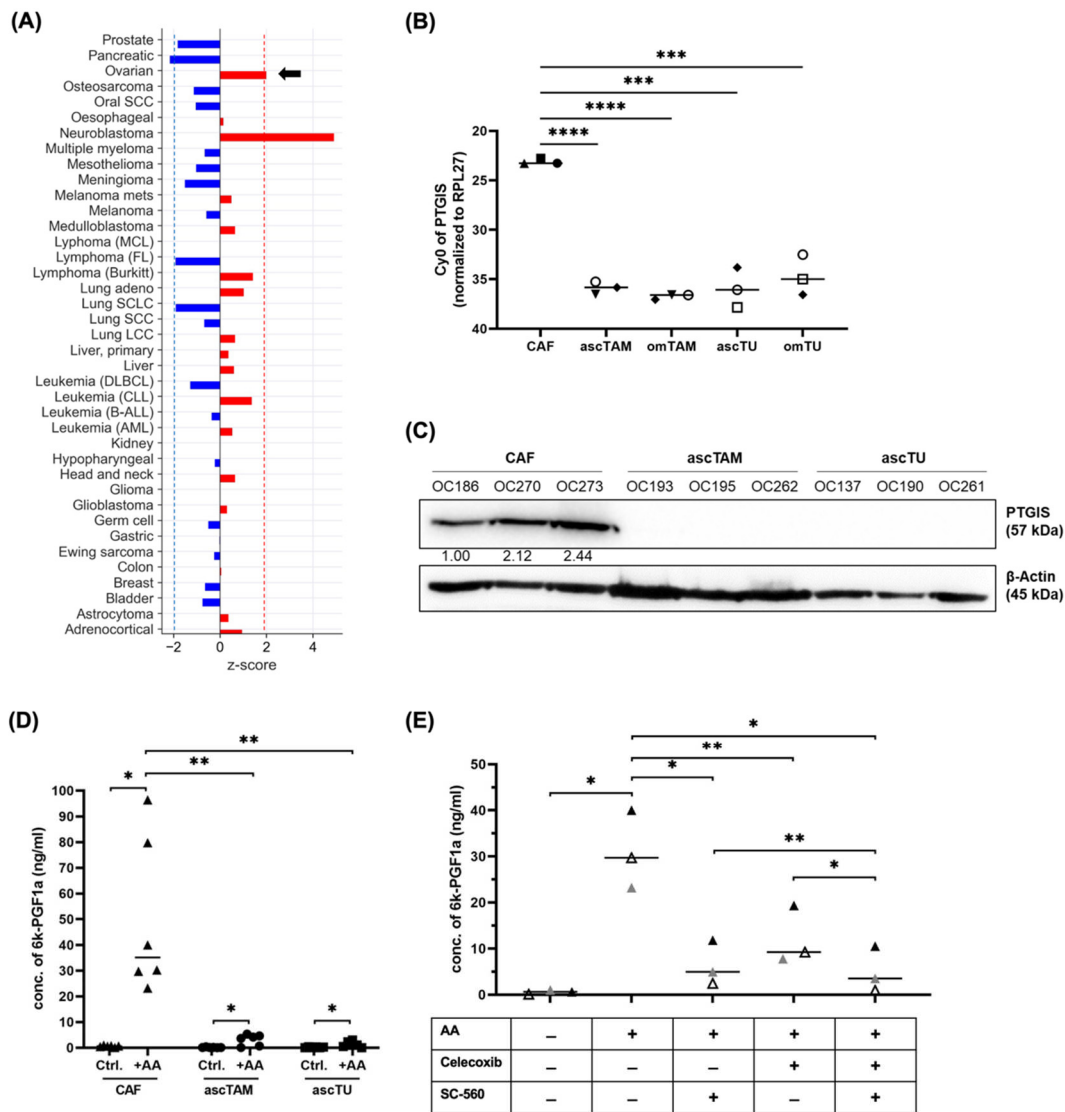 (A)
Prostate
Pancreatic
Ovarian
Osteosarcoma
Oral SCC
Oesophageal
Neuroblastoma
Multiple myeloma
Mesothelioma
Meningioma
Melanoma mets
Melanoma
Medulloblastoma
Lyphoma (MCL)
Lymphoma (FL)
Lymphoma (Burkitt)
Lung adeno
Lung SCLC
Lung SCC
Lung LCC
Liver, primary
Liver
Leukemia (DLBCL)
Leukemia (CLL)
Leukemia (B-ALL)
Leukemia (AML)
Kidney
Hypopharyngeal
Head and neck
Glioma
Glioblastoma
Germ cell
Gastric
Ewing sarcoma
Colon
Breast
Bladder
Astrocytoma
Adrenocortical
−2 0 2 4
z-score
(B)
***
***
****
****
Cy0 of PTGIS
(normalized to RPL27)
20
25
30
35
40
CAF ascTAM omTAM ascTU omTU
(C)
CAF ascTAM ascTU
OC186 OC270 OC273 OC193 OC195 OC262 OC137 OC190 OC261
PTGIS
(57 kDa)
1.00 2.12 2.44
β-Actin
(45 kDa)
(D)
**
**
*
*
*
conc. of 6k-PGF1a (ng/ml)
100
90
80
70
60
50
40
30
20
10
0
Ctrl. +AA Ctrl. +AA Ctrl. +AA
CAF ascTAM ascTU
(E)
*
**
*
*
**
*
conc. of 6k-PGF1a (ng/ml)
50
40
30
20
10
0
AA – + + + +
Celecoxib – – – + +
SC-560 – – + – +